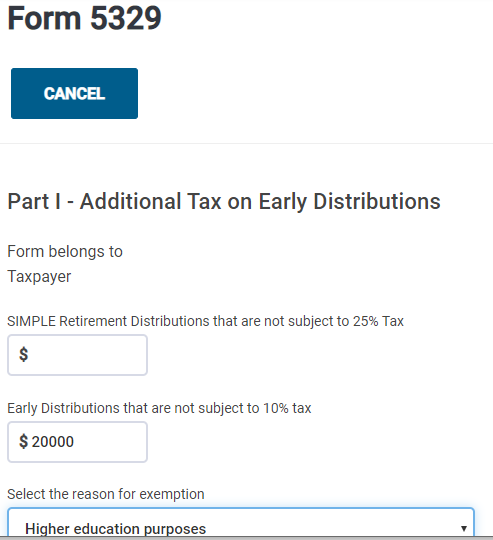 Form 5329
CANCEL
Part I - Additional Tax on Early Distributions
Form belongs to
Taxpayer
SIMPLE Retirement Distributions that are not subject to 25% Tax
$
Early Distributions that are not subject to 10% tax
$ 20000
Select the reason for exemption
Higher education purposes